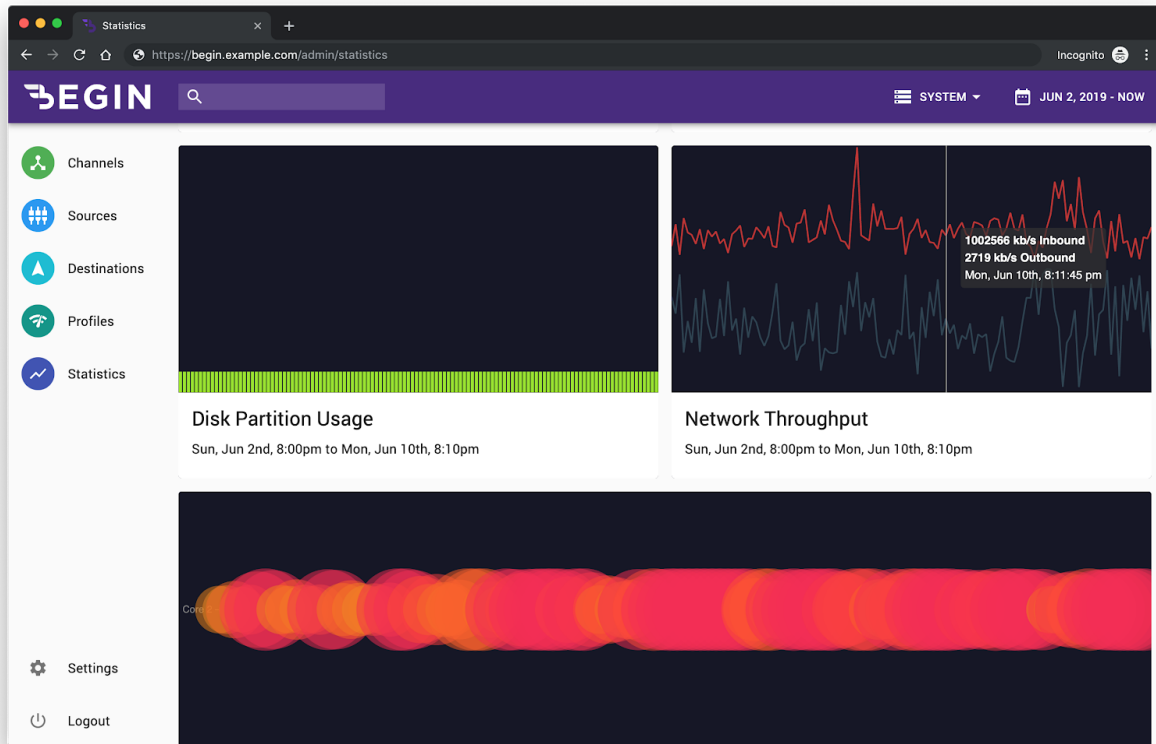 Statistics
https://begin.example.com/admin/statistics
Incognito
BEGIN
SYSTEM
JUN 2, 2019 - NOW
Channels
Sources
Destinations
Profiles
Statistics
Settings
Logout
1002566 kb/s Inbound
2719 kb/s Outbound
Mon, Jun 10th, 8:11:45 pm
Disk Partition Usage
Sun, Jun 2nd, 8:00pm to Mon, Jun 10th, 8:10pm
Network Throughput
Sun, Jun 2nd, 8:00pm to Mon, Jun 10th, 8:10pm
Core